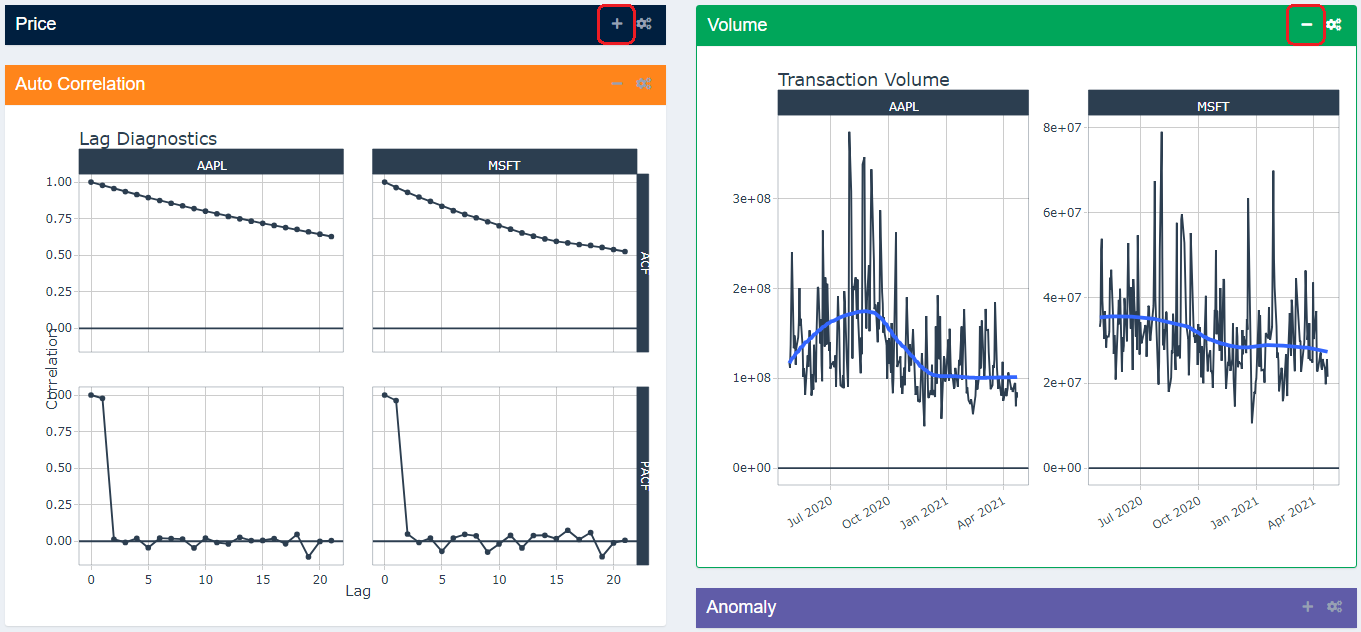 Price
Auto Correlation
Lag Diagnostics
AAPL
MSFT
1.00
0.75
0.50
0.25
0.00
ACF
Correlation
1.00
0.75
0.50
0.25
0.00
PACF
0 5 10 15 20
0 5 10 15 20
Lag
Volume
Transaction Volume
AAPL
MSFT
3e+08
2e+08
1e+08
0e+00
8e+07
6e+07
4e+07
2e+07
0e+00
Jul 2020 Oct 2020 Jan 2021 Apr 2021
Jul 2020 Oct 2020 Jan 2021 Apr 2021
Anomaly